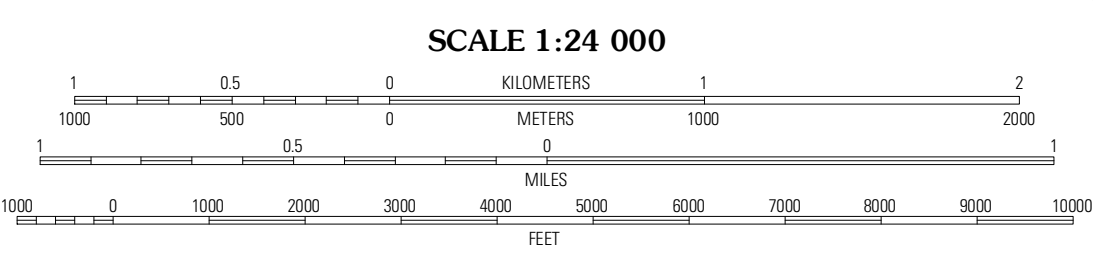 SCALE 1:24 000
1 0.5 0 KILOMETERS 1 2
1000 500 0 METERS 1000 2000
1 0.5 0 1
MILES
1000 0 1000 2000 3000 4000 5000 6000 7000 8000 9000 10000
FEET